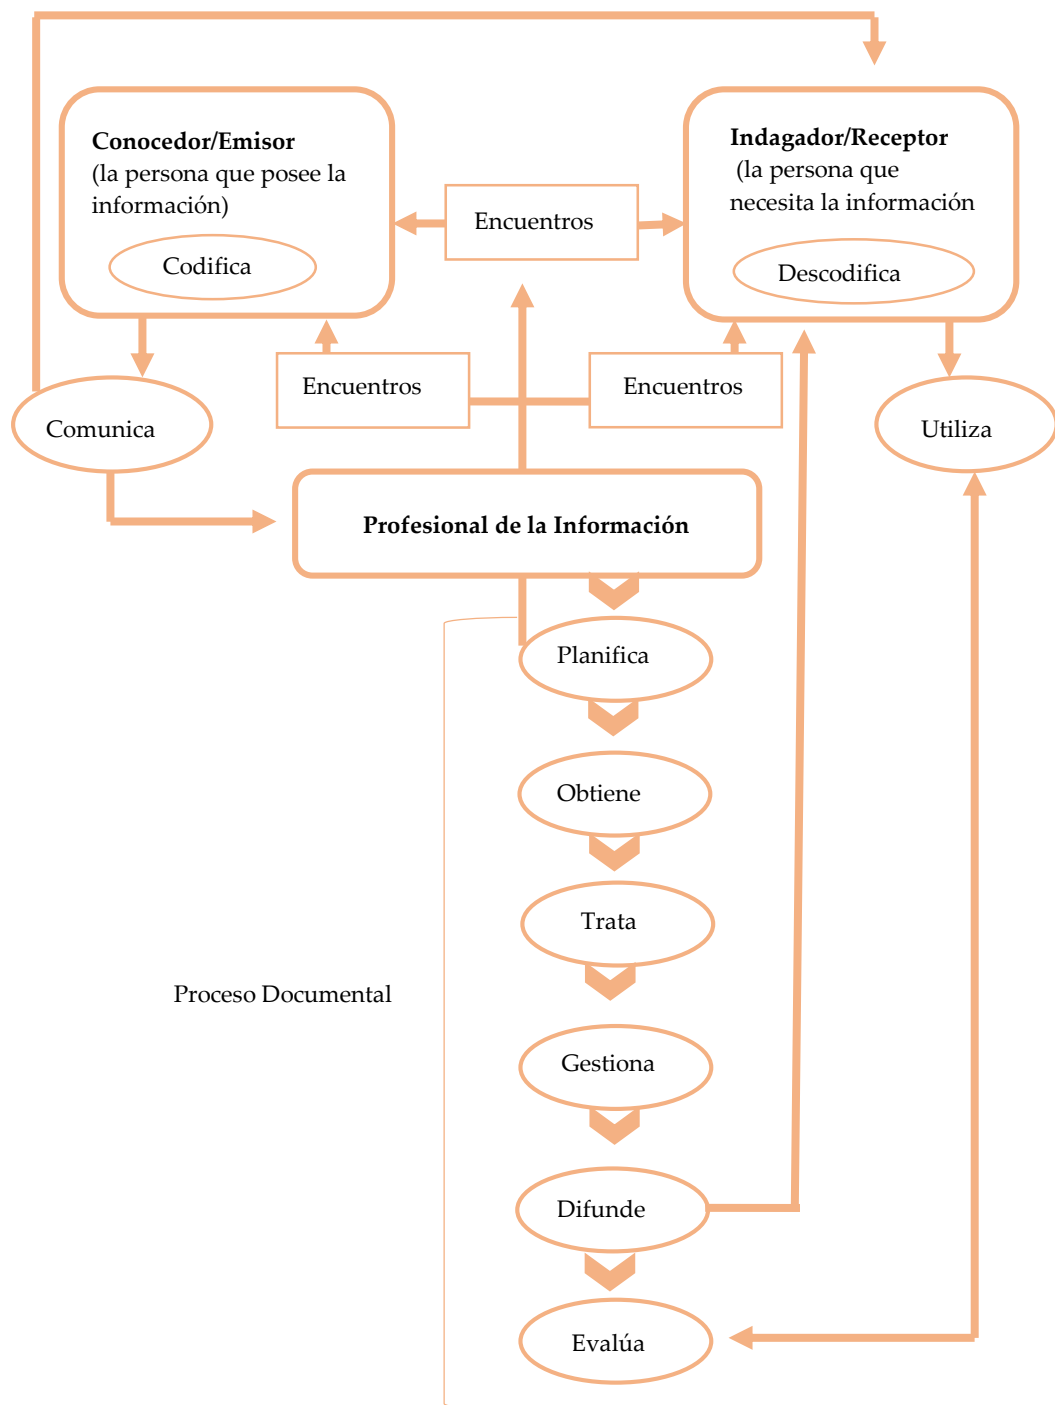 Conocedor/Emisor
(la persona que posee la
información)
Codifica
Indagador/Receptor
(la persona que
necesita la información
Descodifica
Encuentros
Encuentros
Encuentros
Comunica
Utiliza
Profesional de la Información
Planifica
Obtiene
Trata
Proceso Documental
Gestiona
Difunde
Evalúa